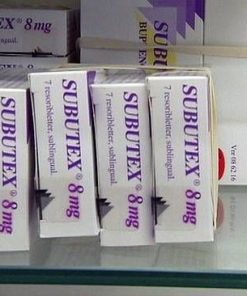 TEX® 8 mg
SUBUTEX
SUBUTEX® 8 mg
7 resoribletter, sublingual.
SUBUTEX® 8 mg
7 resoribletter, sublingual.
SUBUTEX® 8 mg
7 resoribletter, sublingual.